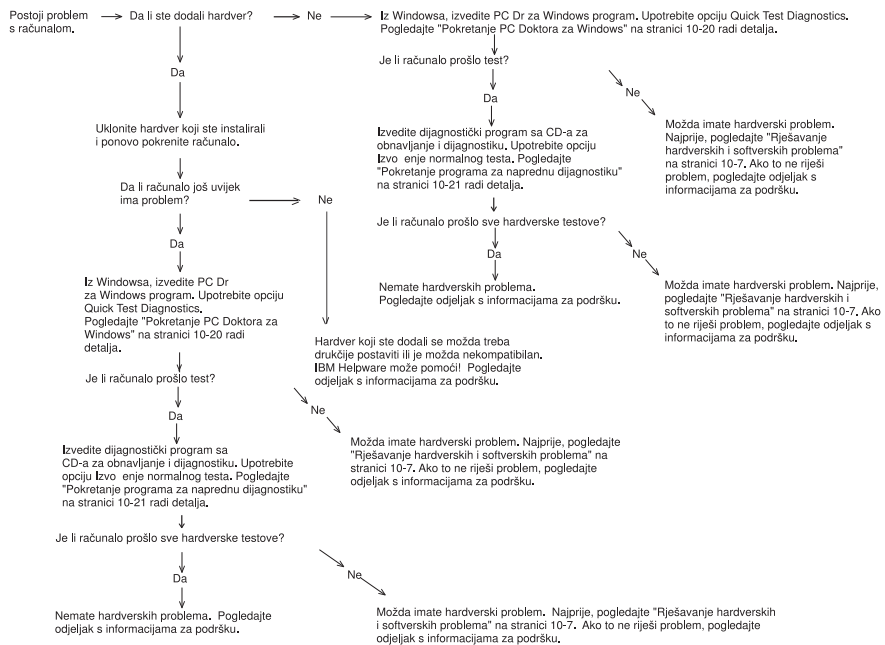 Postoji problem
s računalom.
Da li ste dodali hardver?
Ne
Iz Windowsa, izvedite PC Dr za Windows program. Upotrebite opciju Quick Test Diagnostics.
Pogledajte "Pokretanje PC Doktora za Windows" na stranici 10-20 radi detalja.
Je li računalo prošlo test?
Ne
Možda imate hardverski problem.
Najprije, pogledajte "Rješavanje
hardverskih i softverskih problema"
na stranici 10-7. Ako to ne riješi
problem, pogledajte odjeljak s
informacijama za podršku.
Da
Izvedite dijagnostički program sa CD-a za
obnavljanje i dijagnostiku. Upotrebite opciju
Izvo enje normalnog testa. Pogledajte
"Pokretanje programa za naprednu dijagnostiku"
na stranici 10-21 radi detalja.
Je li računalo prošlo sve hardverske testove?
Ne
Možda imate hardverski problem. Najprije,
pogledajte "Rješavanje hardverskih i
softverskih problema" na stranici 10-7. Ako
to ne riješi problem, pogledajte odjeljak s
informacijama za podršku.
Da
Nemate hardverskih problema.
Pogledajte odjeljak s informacijama za podršku.
Da
Uklonite hardver koji ste instalirali
i ponovo pokrenite računalo.
Da li računalo još uvijek
ima problem?
Ne
Hardver koji ste dodali se možda treba
drukčije postaviti ili je možda nekompatibilan.
IBM Helpware može pomoći! Pogledajte
odjeljak s informacijama za podršku.
Da
Iz Windowsa, izvedite PC Dr
za Windows program. Upotrebite opciju
Quick Test Diagnostics.
Pogledajte "Pokretanje PC Doktora za
Windows" na stranici 10-20 radi
detalja.
Je li računalo prošlo test?
Ne
Možda imate hardverski problem. Najprije, pogledajte
"Rješavanje hardverskih i softverskih problema" na
stranici 10-7. Ako to ne riješi problem, pogledajte
odjeljak s informacijama za podršku.
Da
Izvedite dijagnostički program sa
CD-a za obnavljanje i dijagnostiku. Upotrebite
opciju Izvo enje normalnog testa. Pogledajte
"Pokretanje programa za naprednu dijagnostiku"
na stranici 10-21 radi detalja.
Je li računalo prošlo sve hardverske testove?
Ne
Možda imate hardverski problem. Najprije, pogledajte "Rješavanje hardverskih
i softverskih problema" na stranici 10-7. Ako to ne riješi problem, pogledajte
odjeljak s informacijama za podršku.
Da
Nemate hardverskih problema. Pogledajte
odjeljak s informacijama za podršku.